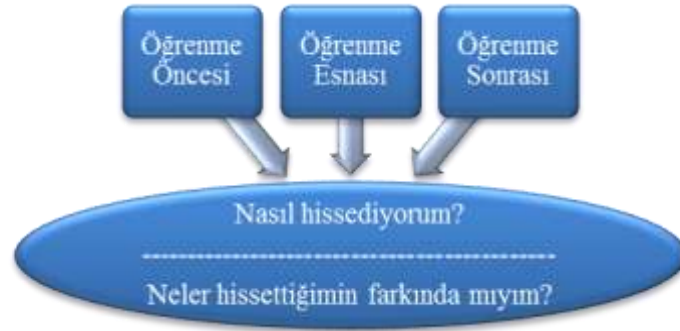 Öğrenme
Öncesi
Öğrenme
Esnası
Öğrenme
Sonrası
Nasıl hissediyorum?
Neler hissettiğimin farkında mıyım?